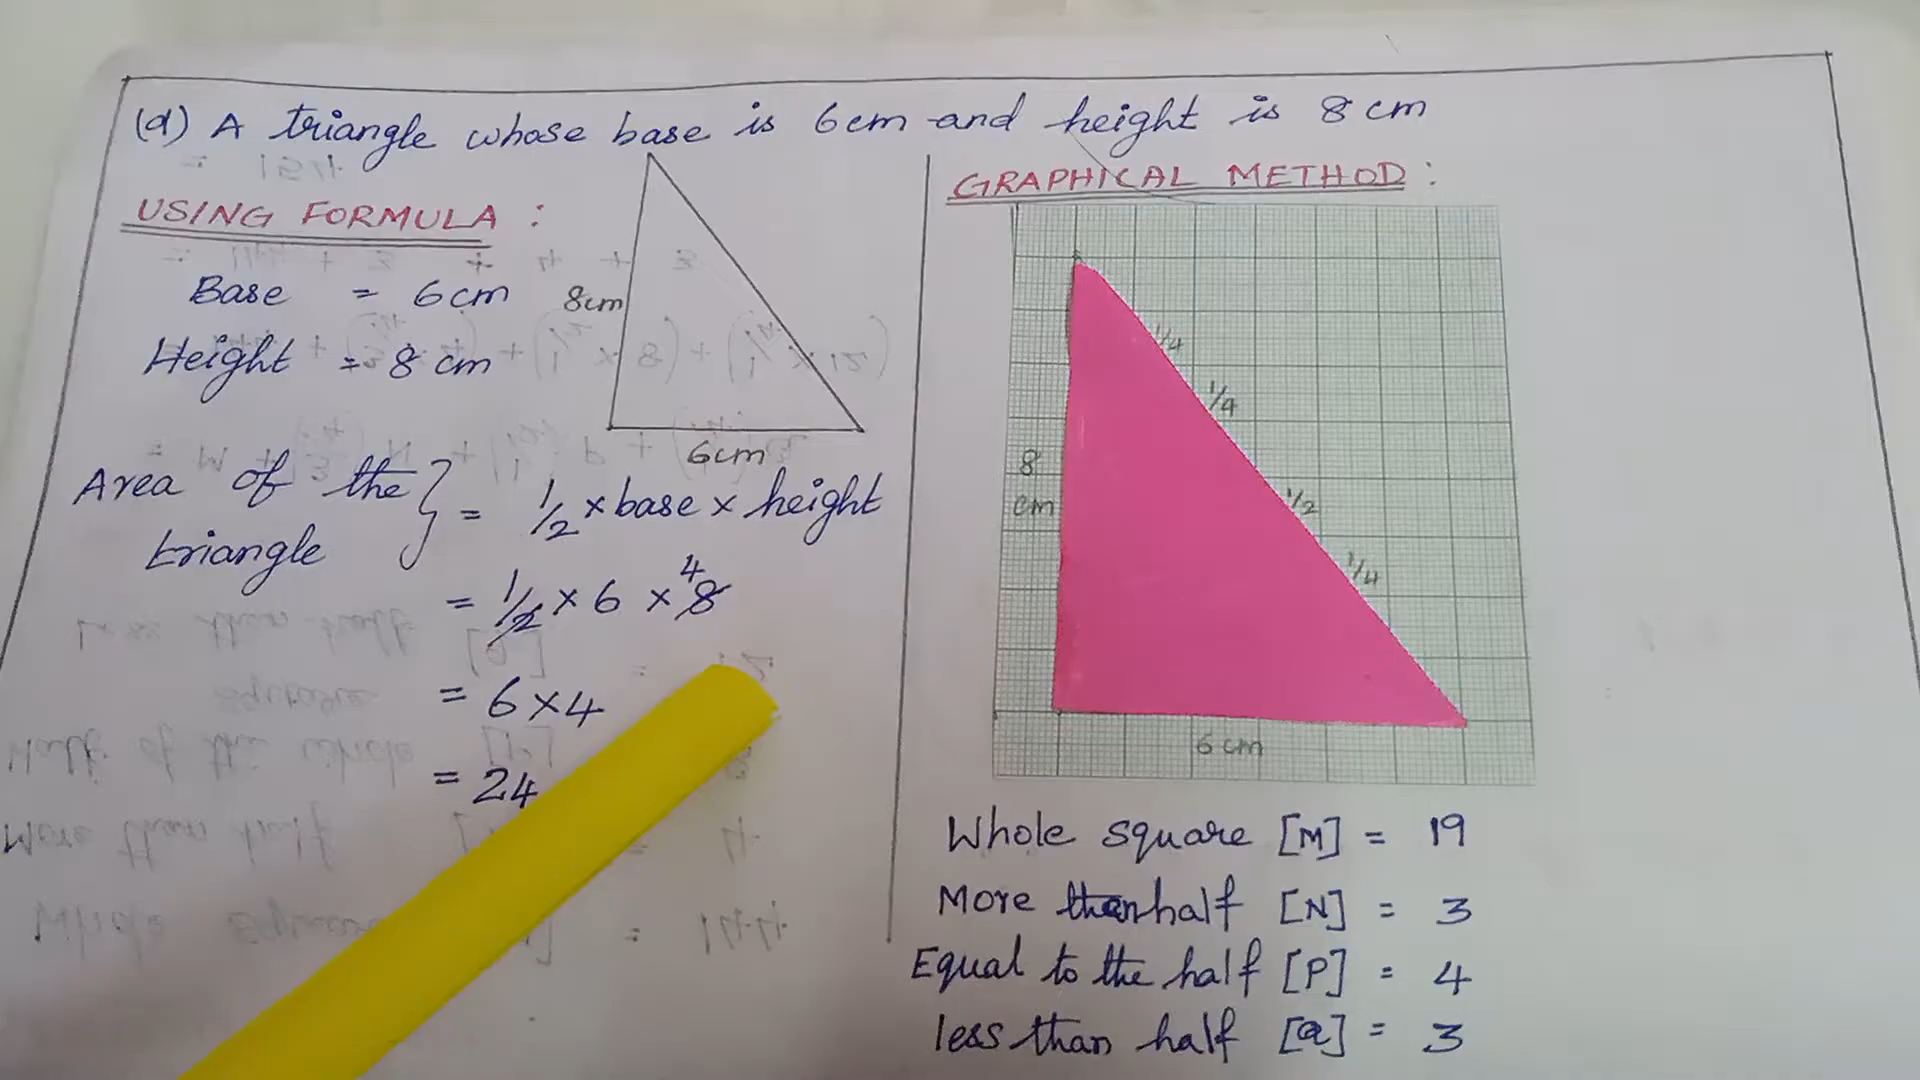 (d) A triangle whose base is 6cm and height is 8 cm
USING FORMULA :
Base = 6cm
Height = 8 cm
8cm
6cm
Area of the } = 1/2 × base × height
triangle
= 1/2 × 6 × 8 4
= 6×4
= 24
GRAPHICAL METHOD :
1/4
1/4
1/2
1/4
8
cm
6 cm
Whole square [M] = 19
More than half [N] = 3
Equal to the half [P] = 4
less than half [Q] = 3